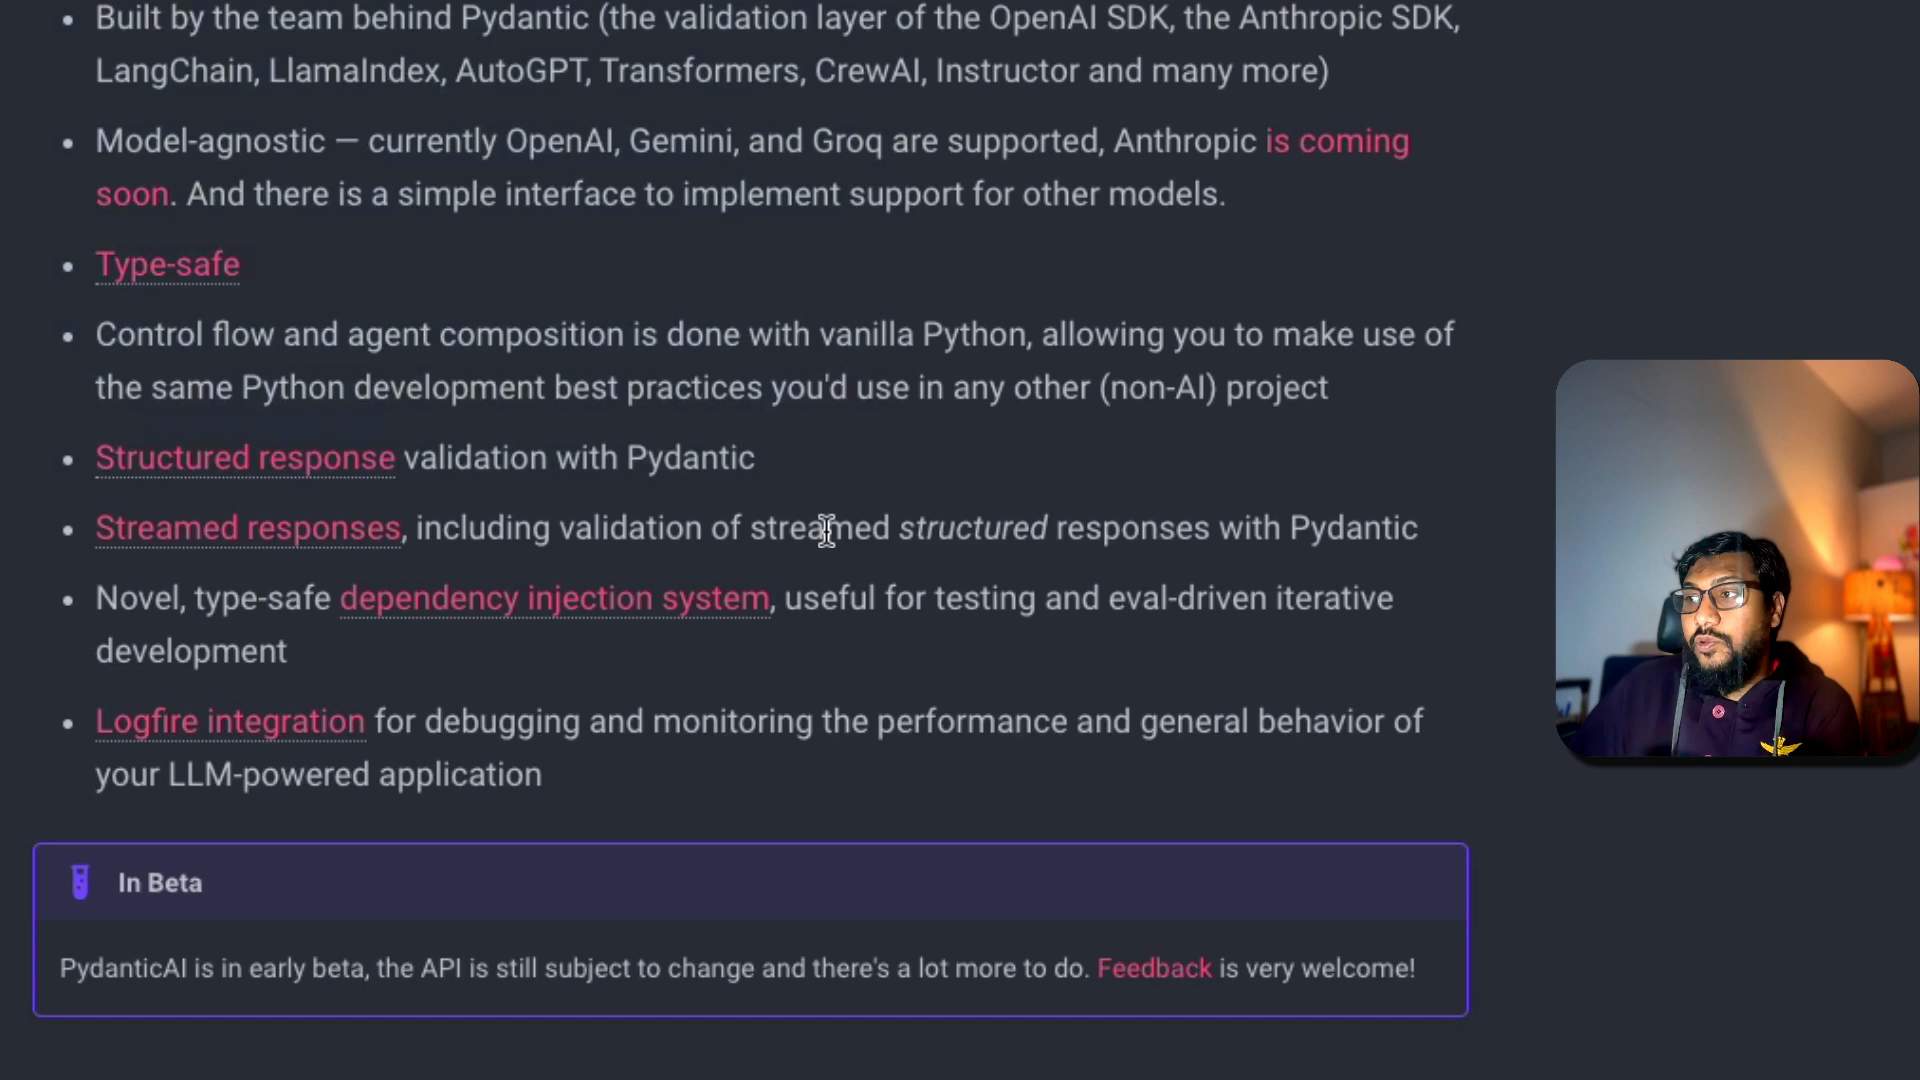 Built by the team behind Pydantic (the validation layer of the OpenAI SDK, the Anthropic SDK,
LangChain, LlamaIndex, AutoGPT, Transformers, CrewAI, Instructor and many more)
Model-agnostic — currently OpenAI, Gemini, and Groq are supported, Anthropic is coming
soon. And there is a simple interface to implement support for other models.
Type-safe
Control flow and agent composition is done with vanilla Python, allowing you to make use of
the same Python development best practices you'd use in any other (non-AI) project
Structured response validation with Pydantic
Streamed responses, including validation of streamed structured responses with Pydantic
Novel, type-safe dependency injection system, useful for testing and eval-driven iterative
development
Logfire integration for debugging and monitoring the performance and general behavior of
your LLM-powered application
In Beta
PydanticAI is in early beta, the API is still subject to change and there's a lot more to do. Feedback is very welcome!